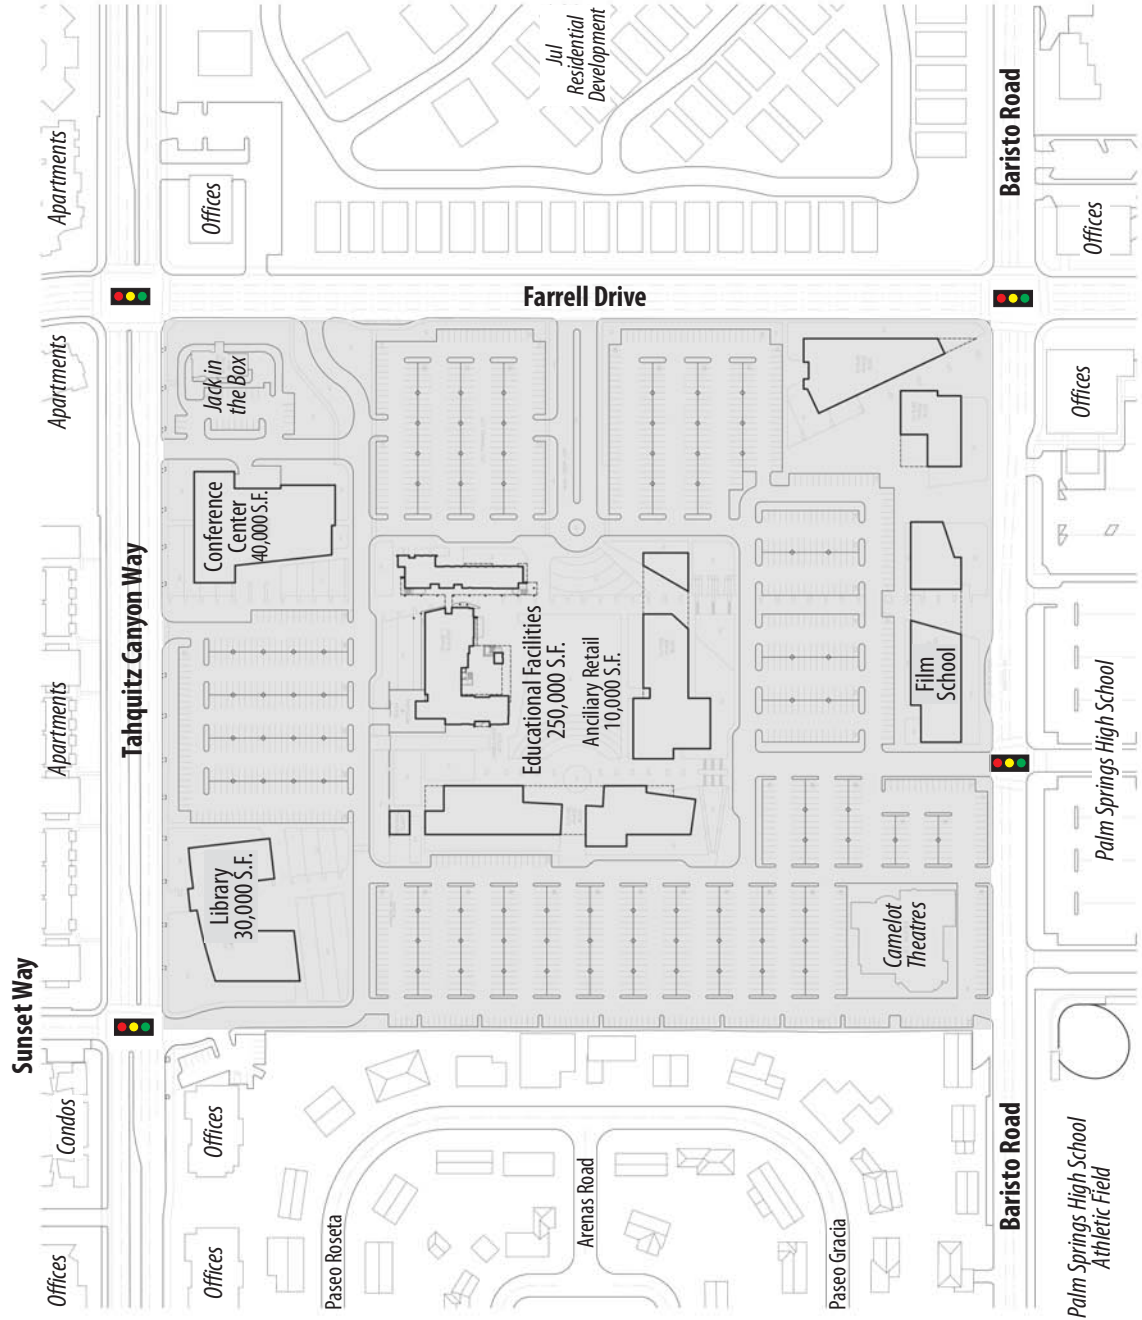 Sunset Way
Offices
Condos
Apartments
Apartments
Apartments
Tahquitz Canyon Way
Offices
Offices
Library
30,000 S.F.
Conference
Center
40,000 S.F.
Jack in
the Box
Offices
Farrell Drive
Jul
Residential
Development
Educational Facilities
250,000 S.F.
Anciliary Retail
10,000 S.F.
Paseo Roseta
Arenas Road
Paseo Gracia
Camelot
Theatres
Film
School
Baristo Road
Baristo Road
Palm Springs High School
Athletic Field
Palm Springs High School
Offices
Offices